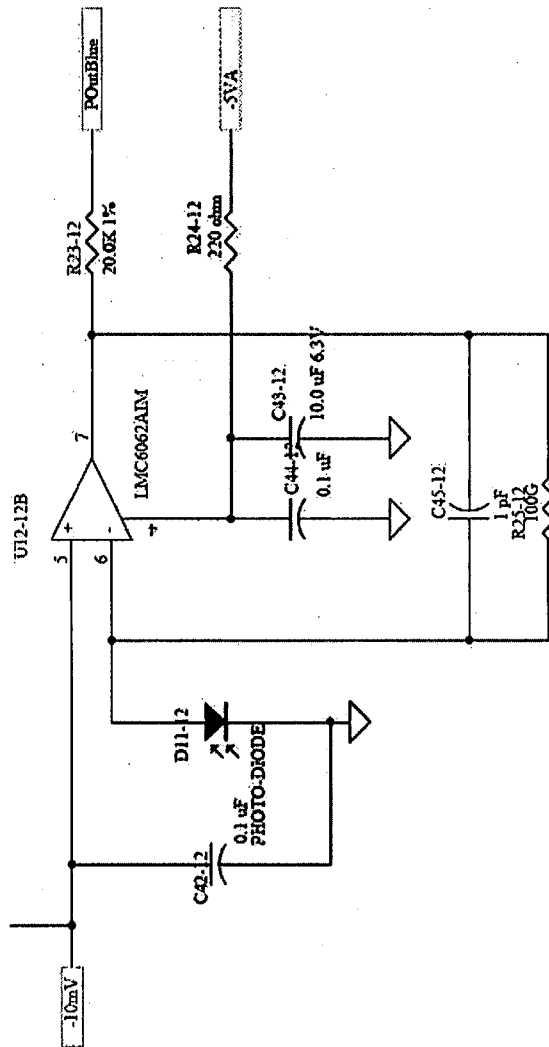 POutBlue
-5VA
R23-12
20.0K 1%
R24-12
220 ohm
U12-12B
7
LMC6062AIM
5
+
6
-
4
C43-12
10.0 uF 6.3V
C44-12
0.1 uF
C45-12
1 pF
R25-12
100G
D11-12
PHOTO-DIODE
C42-12
0.1 uF
-10mV